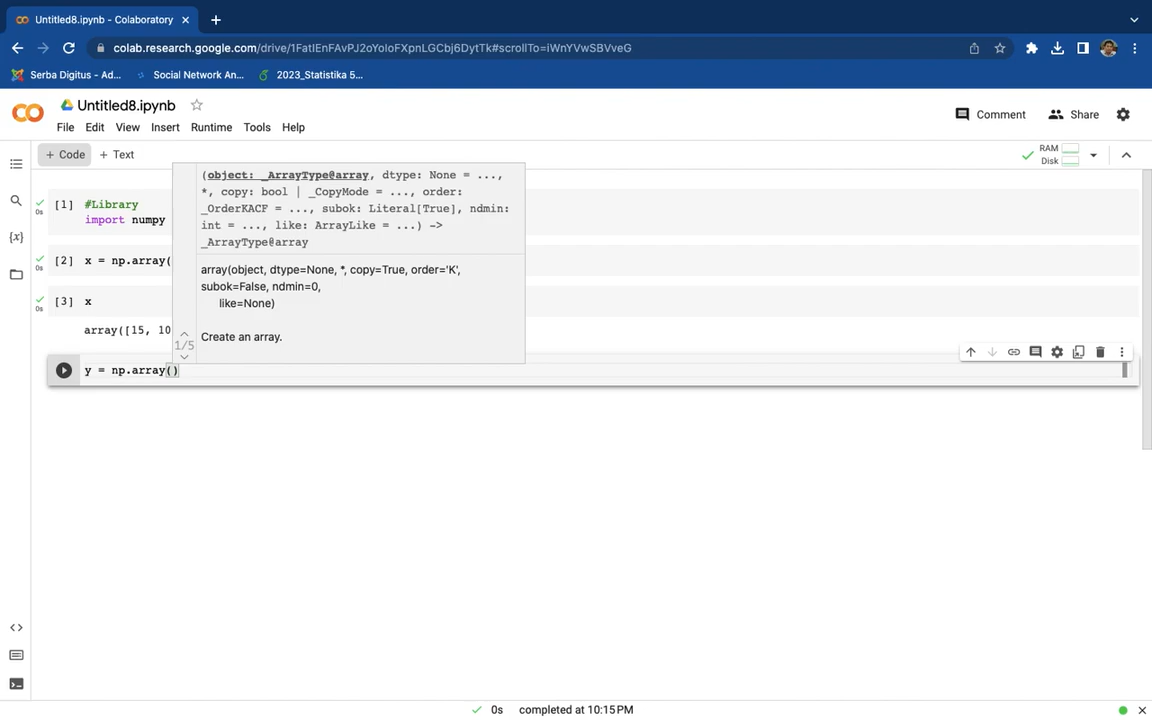 Untitled8.ipynb - Colaboratory
colab.research.google.com/drive/1FatIEnFAvPJ2oYoIoFXpnLGCbj6DytTk#scrollTo=iWnYVwSBVveG
Serba Digitus - Ad...
Social Network An...
2023_Statistika 5...
Untitled8.ipynb
Comment
Share
File Edit View Insert Runtime Tools Help
+ Code + Text
RAM
Disk
(object: _ArrayType@array, dtype: None = ...,
*, copy: bool | _CopyMode = ..., order:
_OrderKACF = ..., subok: Literal[True], ndmin:
int = ..., like: ArrayLike = ...) ->
_ArrayType@array
array(object, dtype=None, *, copy=True, order='K',
subok=False, ndmin=0,
like=None)
Create an array.
1/5
[1] #Library
0s
import numpy
[2] x = np.array(
0s
[3] x
0s
array([15, 10
y = np.array()
0s completed at 10:15 PM